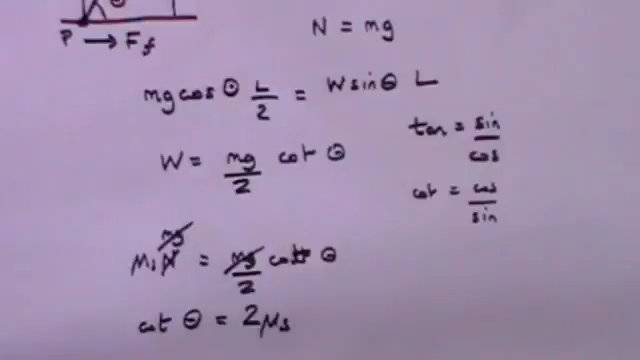 P → F f
N = mg
mg cos θ L/2 = W sin θ L
tan = sin/cos
W = mg/2 cot θ
cot = cos/sin
mg
μs N = mg/2 cot θ
cot θ = 2μs